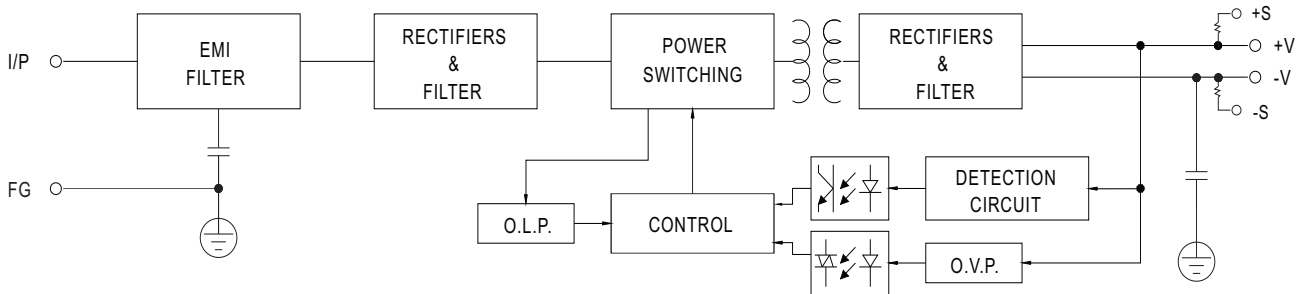 I/P
EMI
FILTER
RECTIFIERS
&
FILTER
POWER
SWITCHING
RECTIFIERS
&
FILTER
+S
+V
-V
-S
FG
O.L.P.
CONTROL
DETECTION
CIRCUIT
O.V.P.